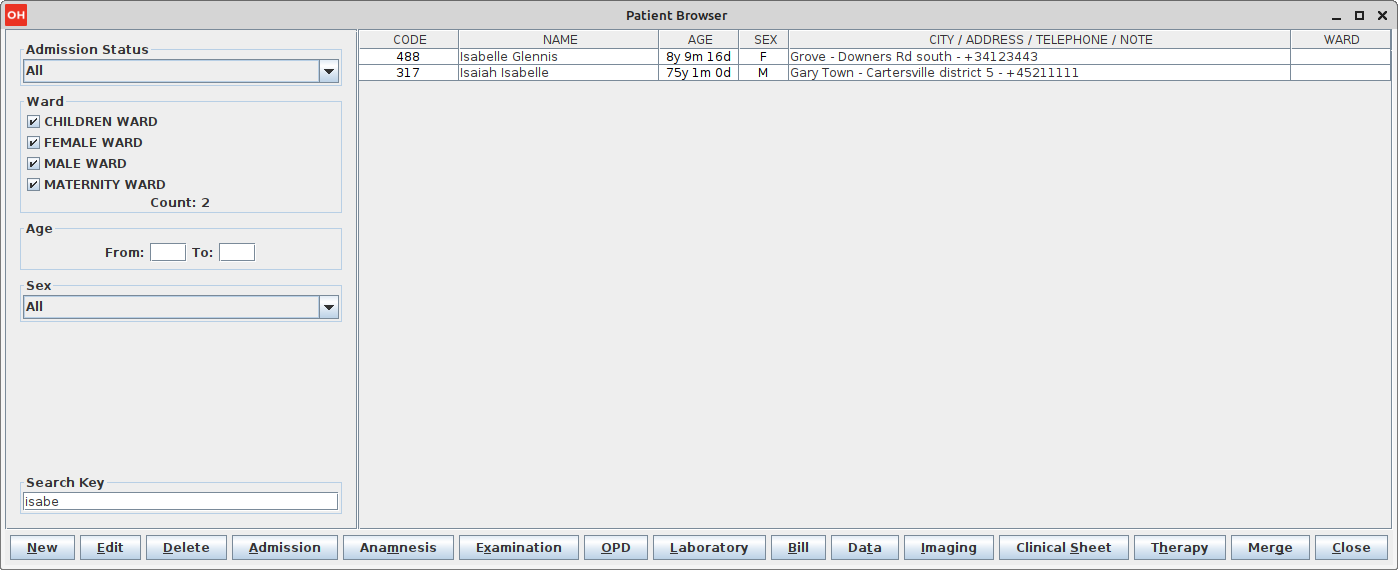 OH Patient Browser
Admission Status
All
Ward
CHILDREN WARD
FEMALE WARD
MALE WARD
MATERNITY WARD
Count: 2
Age
From: To:
Sex
All
Search Key
isabe
CODE NAME AGE SEX CITY / ADDRESS / TELEPHONE / NOTE WARD
488 Isabelle Glennis 8y 9m 16d F Grove - Downers Rd south - +34123443
317 Isaiah Isabelle 75y 1m 0d M Gary Town - Cartersville district 5 - +45211111
New Edit Delete Admission Anamnesis Examination OPD Laboratory Bill Data Imaging Clinical Sheet Therapy Merge Close